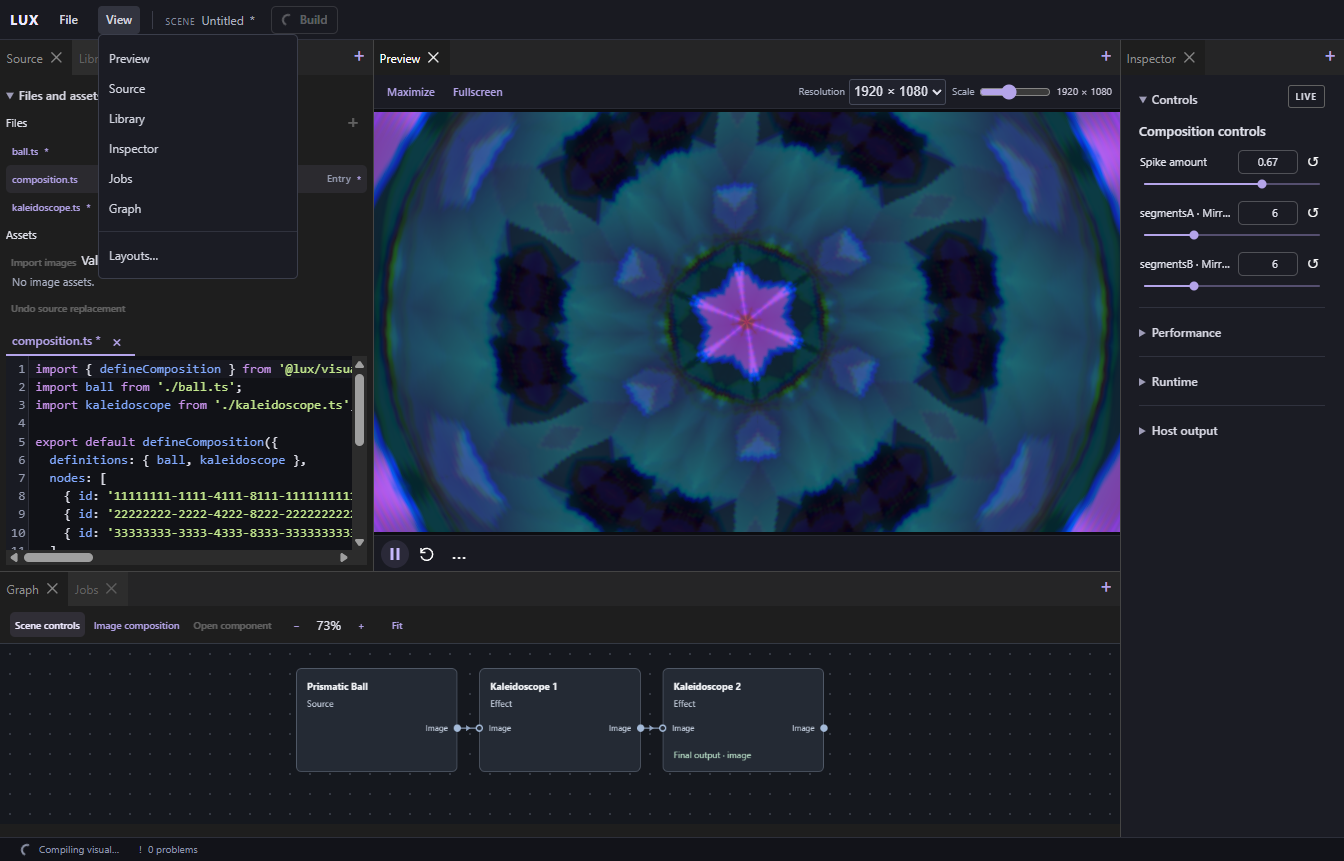 LUX File View SCENE Untitled * Build
Source
Preview
Inspector
Preview
Source
Library
Inspector
Jobs
Graph
Layouts...
Files and assets
Files
ball.ts *
composition.ts Entry *
kaleidoscope.ts *
Assets
Import images
No image assets.
Undo source replacement
composition.ts *
1 import { defineComposition } from '@lux/visua
2 import ball from './ball.ts';
3 import kaleidoscope from './kaleidoscope.ts'
4
5 export default defineComposition({
6 definitions: { ball, kaleidoscope },
7 nodes: [
8 { id: '11111111-1111-4111-8111-1111111111
9 { id: '22222222-2222-4222-8222-2222222222
10 { id: '33333333-3333-4333-8333-3333333333
11 ]
Maximize Fullscreen Resolution 1920 × 1080 Scale 1920 × 1080
Controls LIVE
Composition controls
Spike amount 0.67
segmentsA · Mirr... 6
segmentsB · Mirr... 6
Performance
Runtime
Host output
Graph Jobs
Scene controls Image composition Open component − 73% + Fit
Prismatic Ball
Source
Image
Kaleidoscope 1
Effect
Image Image
Kaleidoscope 2
Effect
Image Image
Final output · image
Compiling visual... ! 0 problems